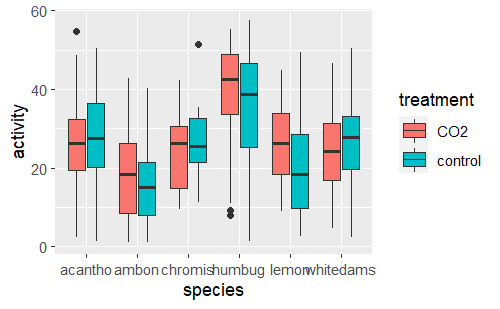 60
40
20
0
activity
acantho ambon chromis humbug lemon whitedams
species
treatment
CO2
control